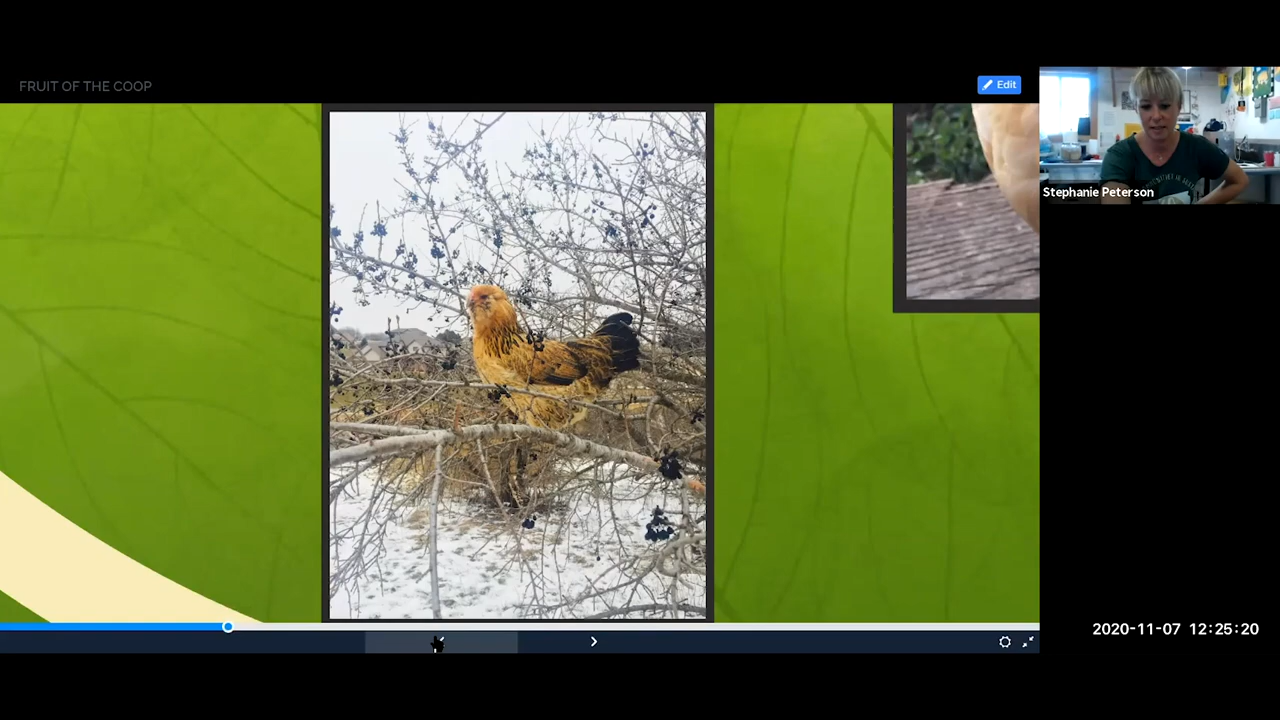 FRUIT OF THE COOP
Edit
Stephanie Peterson
2020-11-07 12:25:20